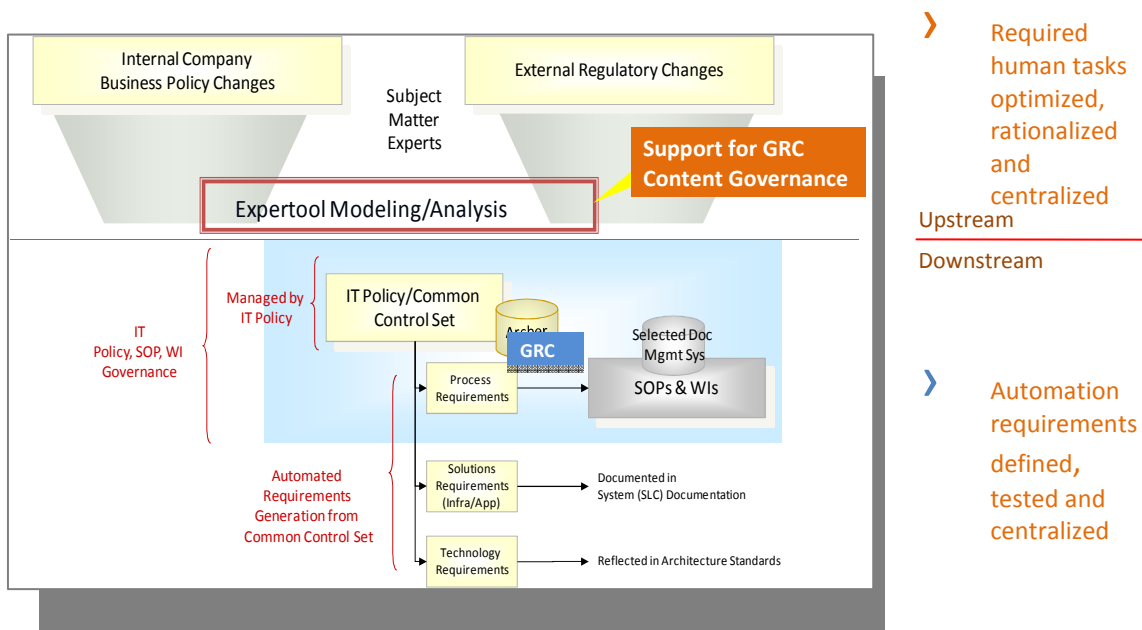 Internal Company
Business Policy Changes
External Regulatory Changes
Subject
Matter
Experts
Support for GRC
Content Governance
Expertool Modeling/Analysis
❯ Required
human tasks
optimized,
rationalized
and
centralized
Upstream
Downstream
IT
Policy, SOP, WI
Governance
Managed by
IT Policy
IT Policy/Common
Control Set
Archer
GRC
Selected Doc
Mgmt Sys
SOPs & WIs
Process
Requirements
Automated
Requirements
Generation from
Common Control Set
Solutions
Requirements
(Infra/App)
Documented in
System (SLC) Documentation
Technology
Requirements
Reflected in Architecture Standards
❯ Automation
requirements
defined,
tested and
centralized